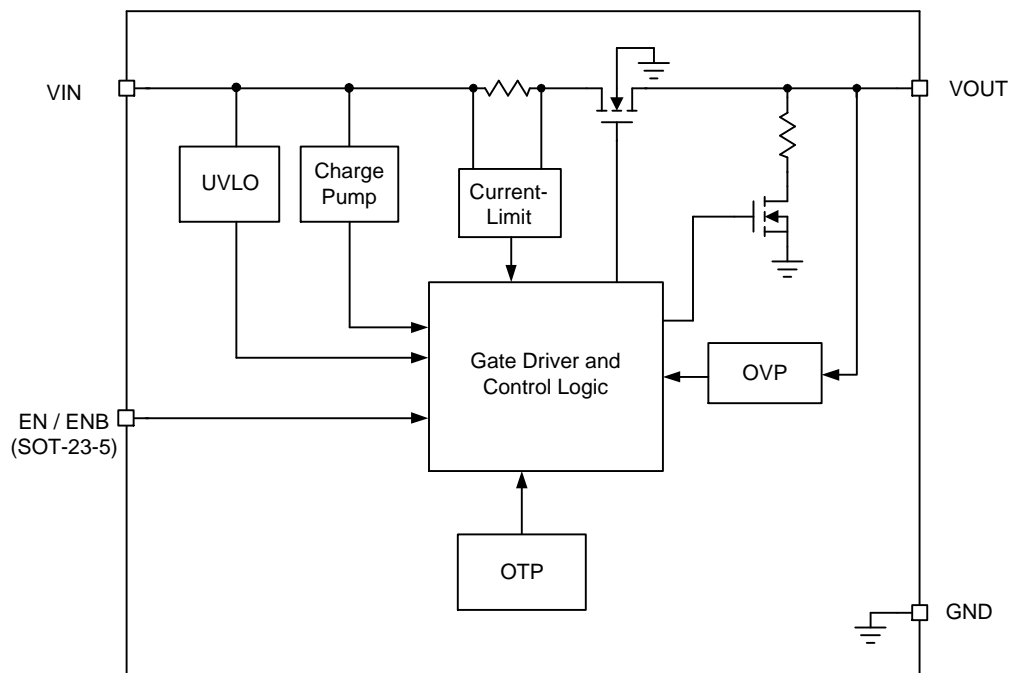 VIN
VOUT
UVLO
Charge
Pump
Current-
Limit
Gate Driver and
Control Logic
OVP
EN / ENB
(SOT-23-5)
OTP
GND